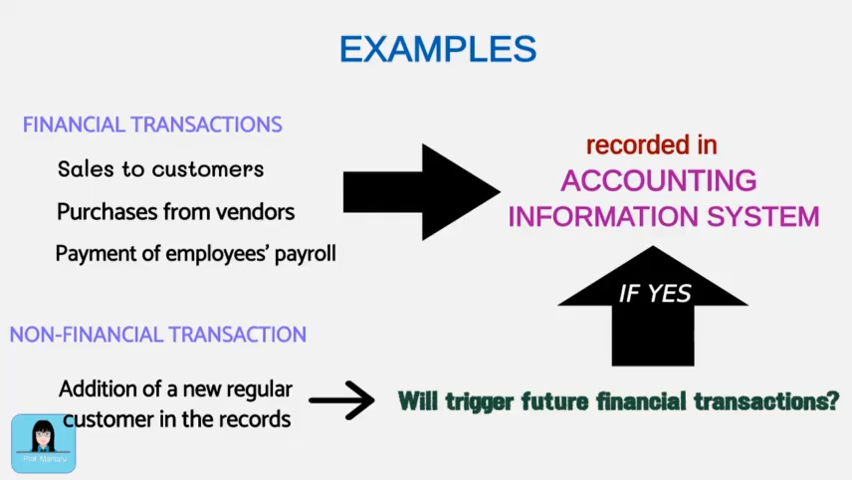 EXAMPLES
FINANCIAL TRANSACTIONS
Sales to customers
Purchases from vendors
Payment of employees' payroll
recorded in
ACCOUNTING
INFORMATION SYSTEM
IF YES
NON-FINANCIAL TRANSACTION
Addition of a new regular
customer in the records
Will trigger future financial transactions?